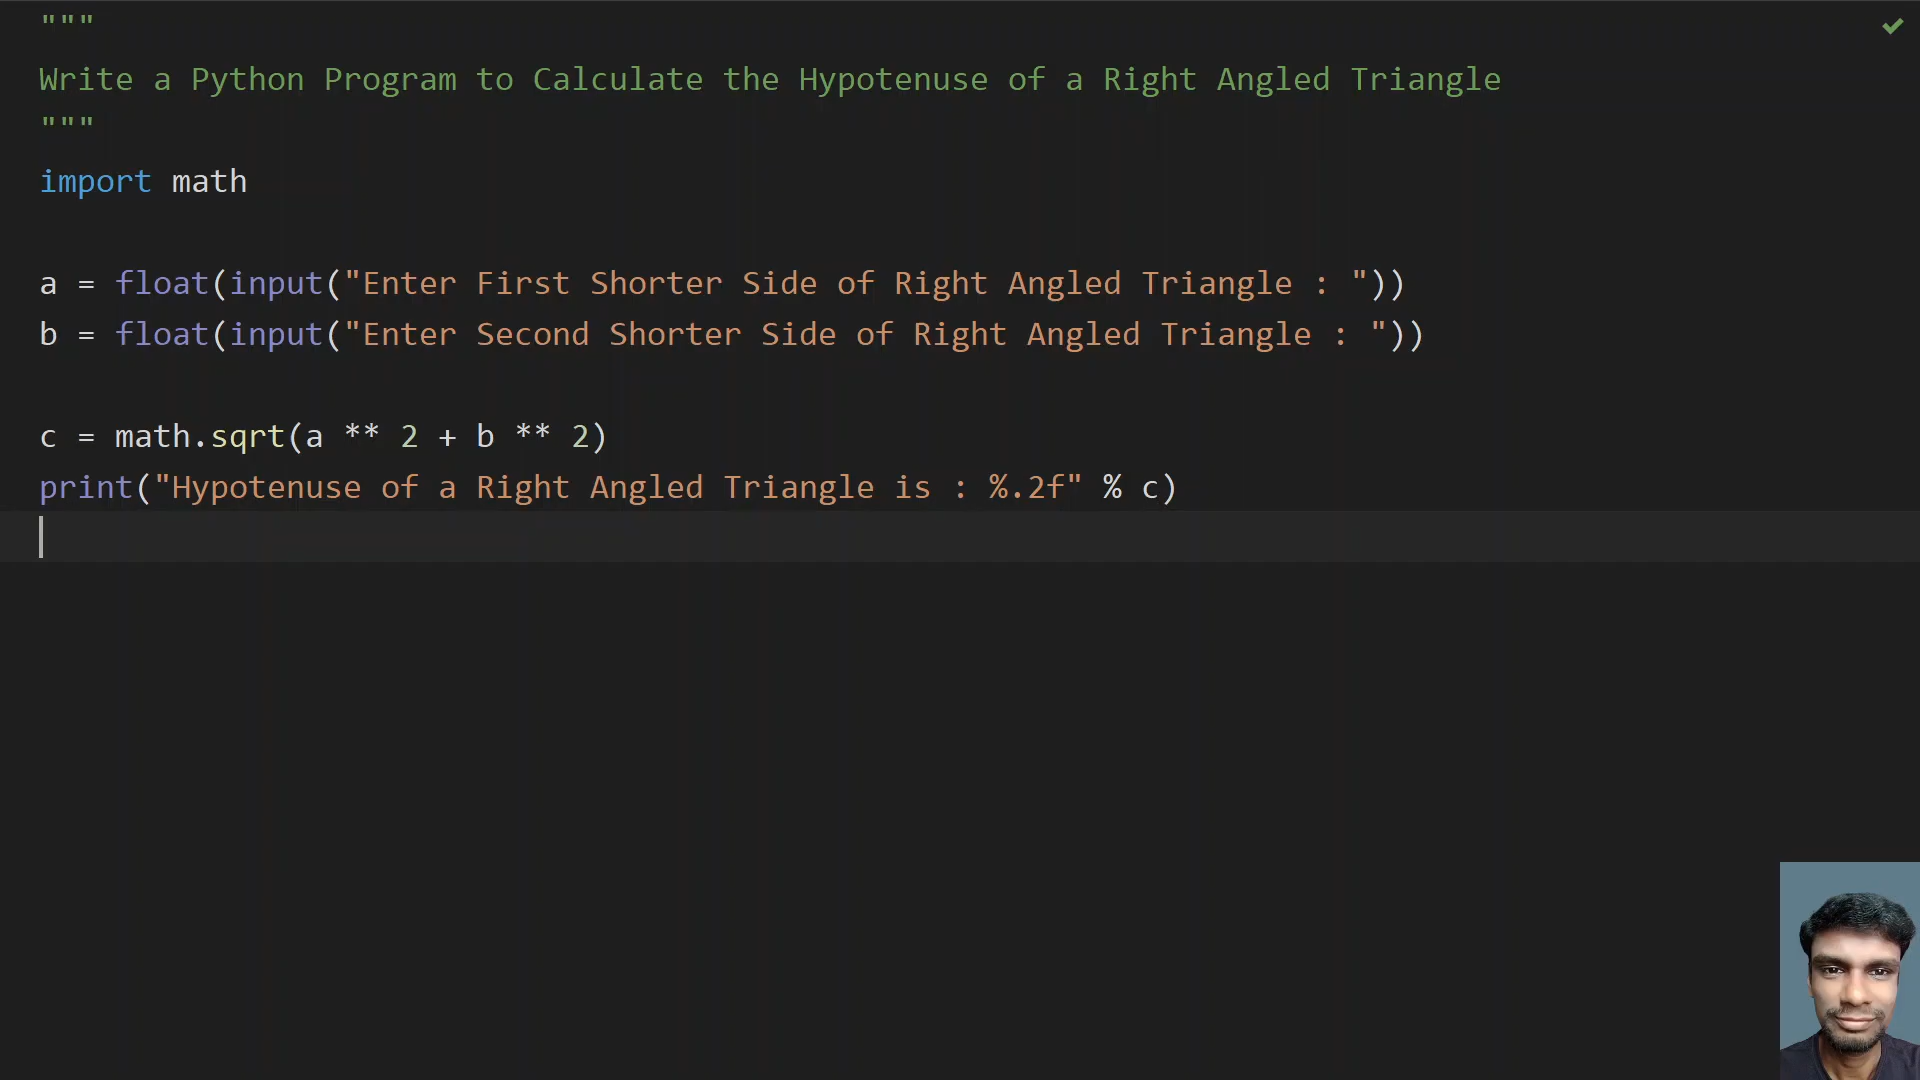 """
Write a Python Program to Calculate the Hypotenuse of a Right Angled Triangle
"""
import math
a = float(input("Enter First Shorter Side of Right Angled Triangle : "))
b = float(input("Enter Second Shorter Side of Right Angled Triangle : "))
c = math.sqrt(a ** 2 + b ** 2)
print("Hypotenuse of a Right Angled Triangle is : %.2f" % c)